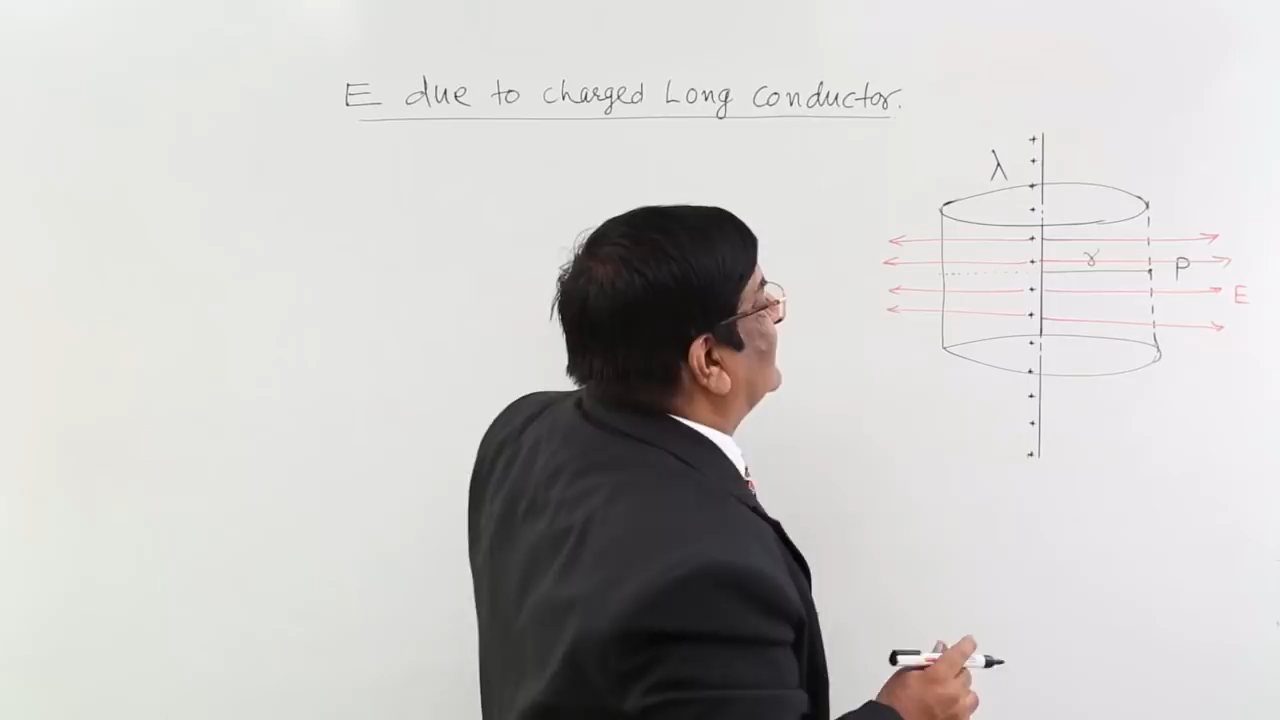 E due to charged Long conductor.
λ
r
P
E